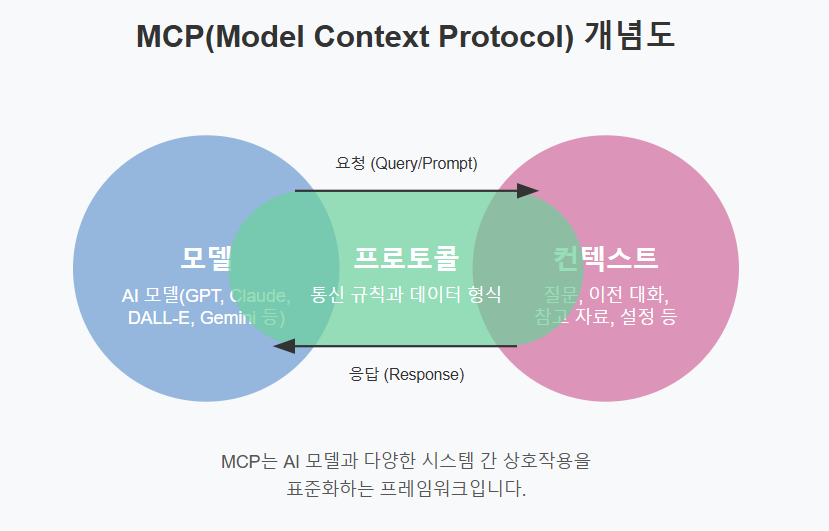 MCP(Model Context Protocol) 개념도
요청 (Query/Prompt)
모델
AI 모델(GPT, Claude,
DALL-E, Gemini 등)
프로토콜
통신 규칙과 데이터 형식
컨텍스트
질문, 이전 대화,
참고 자료, 설정 등
응답 (Response)
MCP는 AI 모델과 다양한 시스템 간 상호작용을
표준화하는 프레임워크입니다.